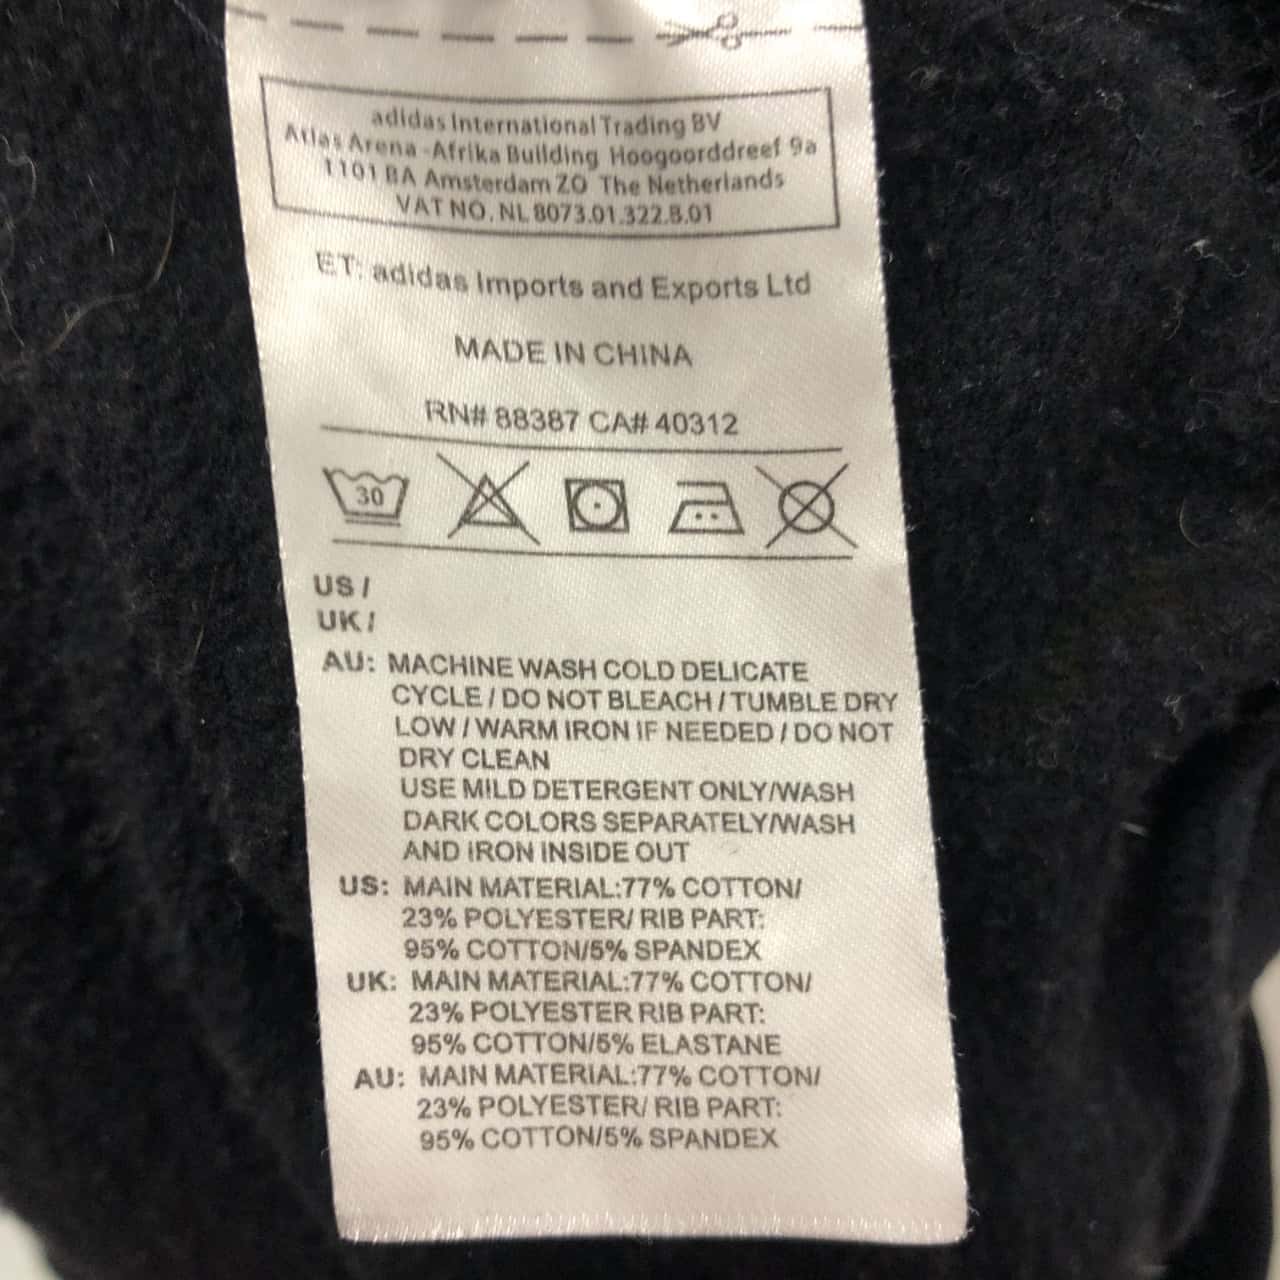 adidas International Trading BV
Atlas Arena -Afrika Building Hoogoorddreef 9a
1101 BA Amsterdam ZO The Netherlands
VAT NO. NL 8073.01.322.B.01
ET: adidas Imports and Exports Ltd
MADE IN CHINA
RN# 88387 CA# 40312
30
US /
UK /
AU: MACHINE WASH COLD DELICATE
CYCLE / DO NOT BLEACH / TUMBLE DRY
LOW / WARM IRON IF NEEDED / DO NOT
DRY CLEAN
USE MILD DETERGENT ONLY/WASH
DARK COLORS SEPARATELY/WASH
AND IRON INSIDE OUT
US: MAIN MATERIAL:77% COTTON/
23% POLYESTER/ RIB PART:
95% COTTON/5% SPANDEX
UK: MAIN MATERIAL:77% COTTON/
23% POLYESTER RIB PART:
95% COTTON/5% ELASTANE
AU: MAIN MATERIAL:77% COTTON/
23% POLYESTER/ RIB PART:
95% COTTON/5% SPANDEX